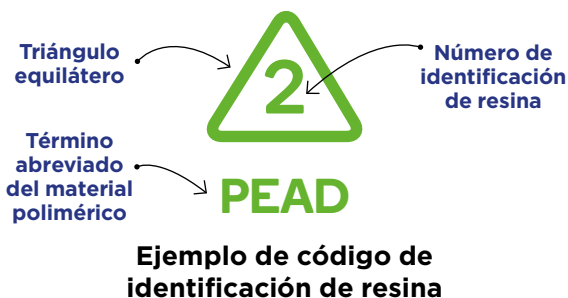 Triángulo
equilátero
2
Número de
identificación
de resina
Término
abreviado
del material
polimérico
PEAD
Ejemplo de código de
identificación de resina